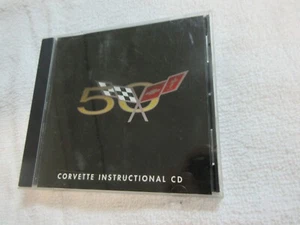 50
CORVETTE INSTRUCTIONAL CD